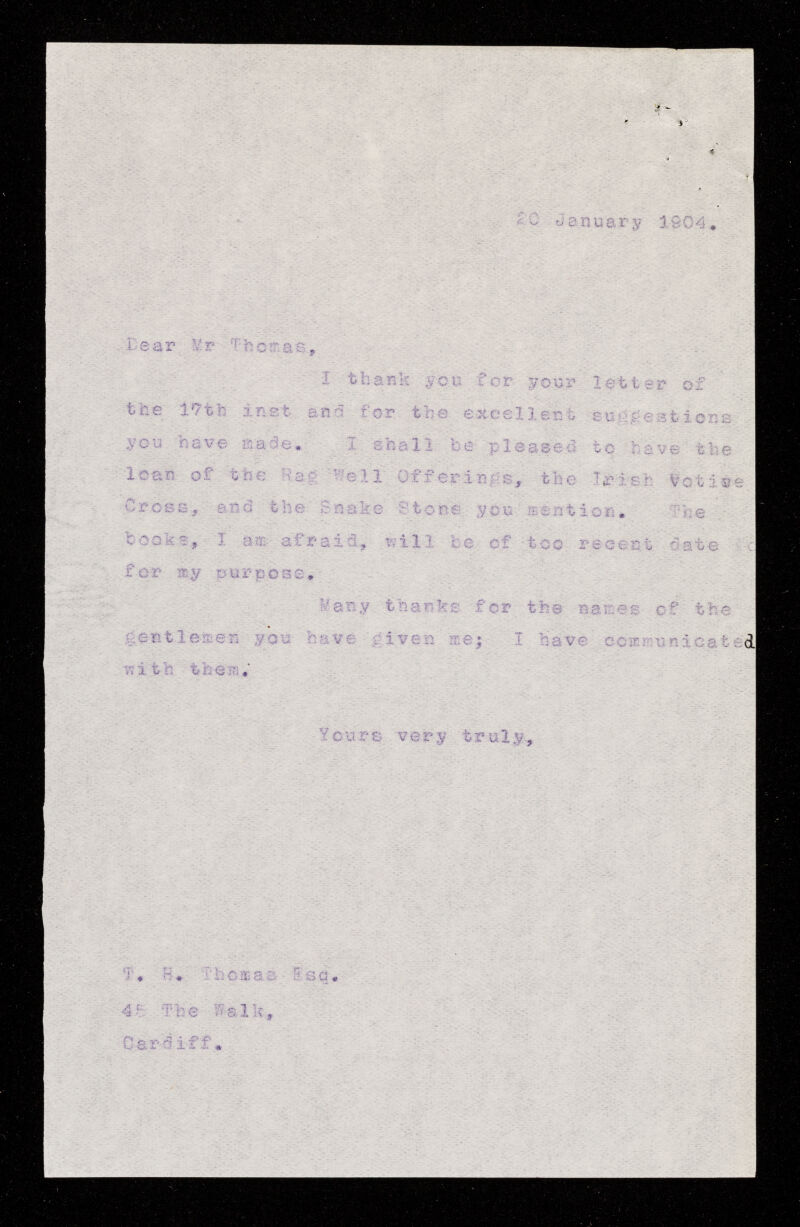 20 January 1904.
Dear Mr Thomas,
I thank you for your letter of
the 17th inst and for the excellent suggestions
you have made. I shall be pleased to have the
loan of the Rag Well Offerings, the Irish Votive
Cross, and the Snake Stone you mention. The
books, I am afraid, will be of too recent date
for my purpose.
Many thanks for the names of the
gentlemen you have given me; I have communicated
with them.
Yours very truly,
T. H. Thomas Esq.
45 The Walk,
Cardiff.